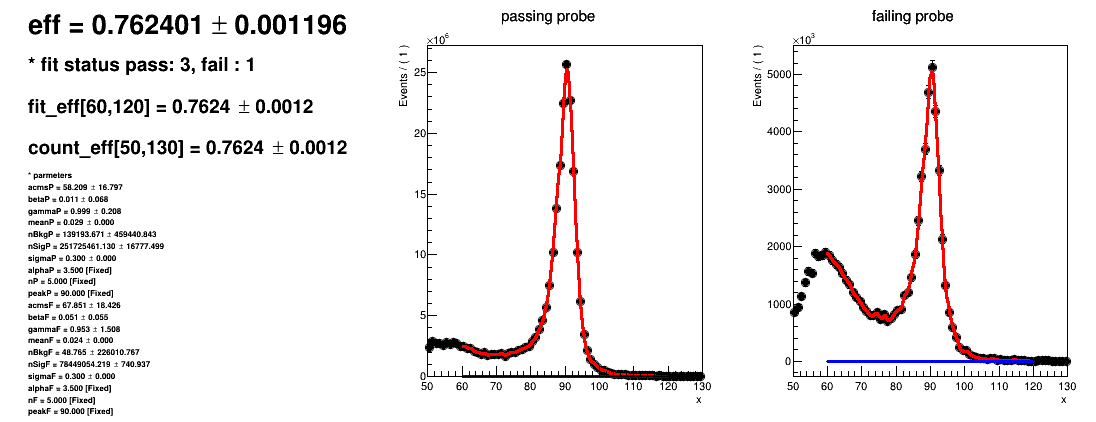 eff = 0.762401 ± 0.001196
* fit status pass: 3, fail : 1
fit_eff[60,120] = 0.7624 ± 0.0012
count_eff[50,130] = 0.7624 ± 0.0012
* parmeters
acmsP = 58.209 ± 16.797
betaP = 0.011 ± 0.068
gammaP = 0.999 ± 0.208
meanP = 0.029 ± 0.000
nBkgP = 139193.671 ± 459440.843
nSigP = 251725461.130 ± 16777.499
sigmaP = 0.300 ± 0.000
alphaP = 3.500 [Fixed]
nP = 5.000 [Fixed]
peakP = 90.000 [Fixed]
acmsF = 67.851 ± 18.426
betaF = 0.051 ± 0.055
gammaF = 0.953 ± 1.508
meanF = 0.024 ± 0.000
nBkgF = 48.765 ± 226010.767
nSigF = 78449054.219 ± 740.937
sigmaF = 0.300 ± 0.000
alphaF = 3.500 [Fixed]
nF = 5.000 [Fixed]
peakF = 90.000 [Fixed]
passing probe
×10⁶
Events / ( 1 )
25
20
15
10
5
0
50 60 70 80 90 100 110 120 130
x
failing probe
×10³
Events / ( 1 )
5000
4000
3000
2000
1000
0
50 60 70 80 90 100 110 120 130
x